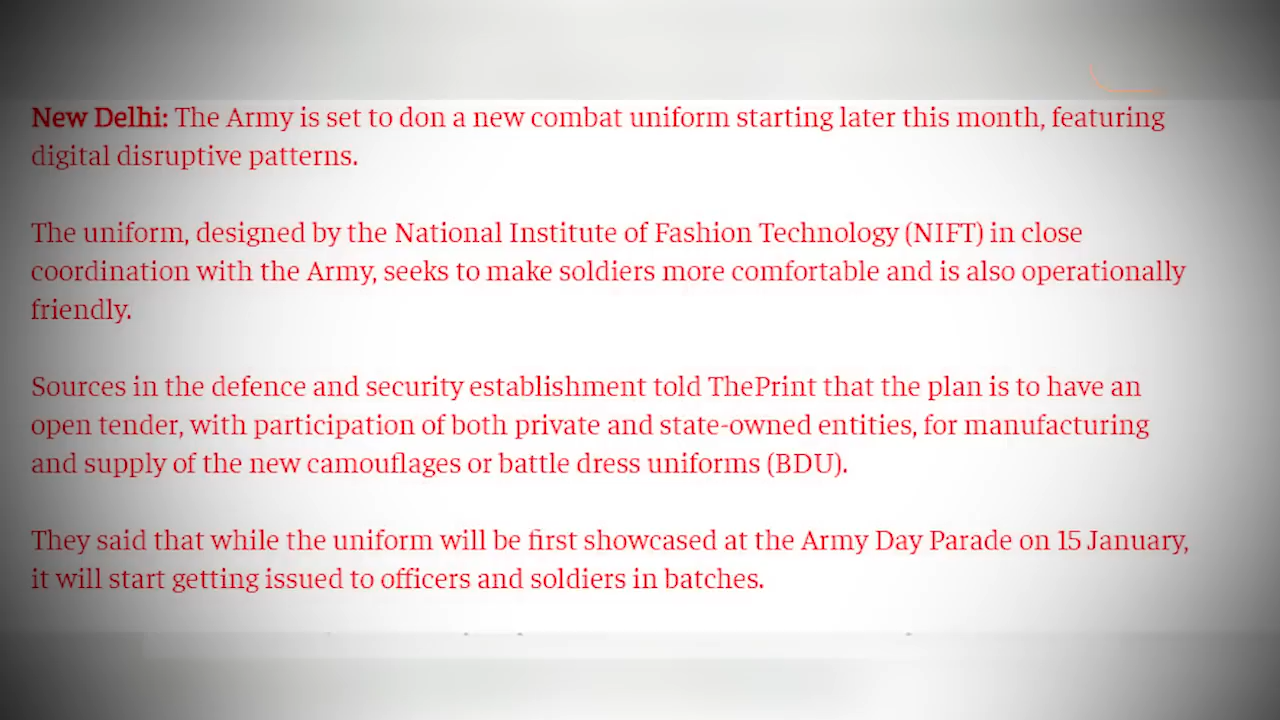 New Delhi: The Army is set to don a new combat uniform starting later this month, featuring
digital disruptive patterns.
The uniform, designed by the National Institute of Fashion Technology (NIFT) in close
coordination with the Army, seeks to make soldiers more comfortable and is also operationally
friendly.
Sources in the defence and security establishment told ThePrint that the plan is to have an
open tender, with participation of both private and state-owned entities, for manufacturing
and supply of the new camouflages or battle dress uniforms (BDU).
They said that while the uniform will be first showcased at the Army Day Parade on 15 January,
it will start getting issued to officers and soldiers in batches.